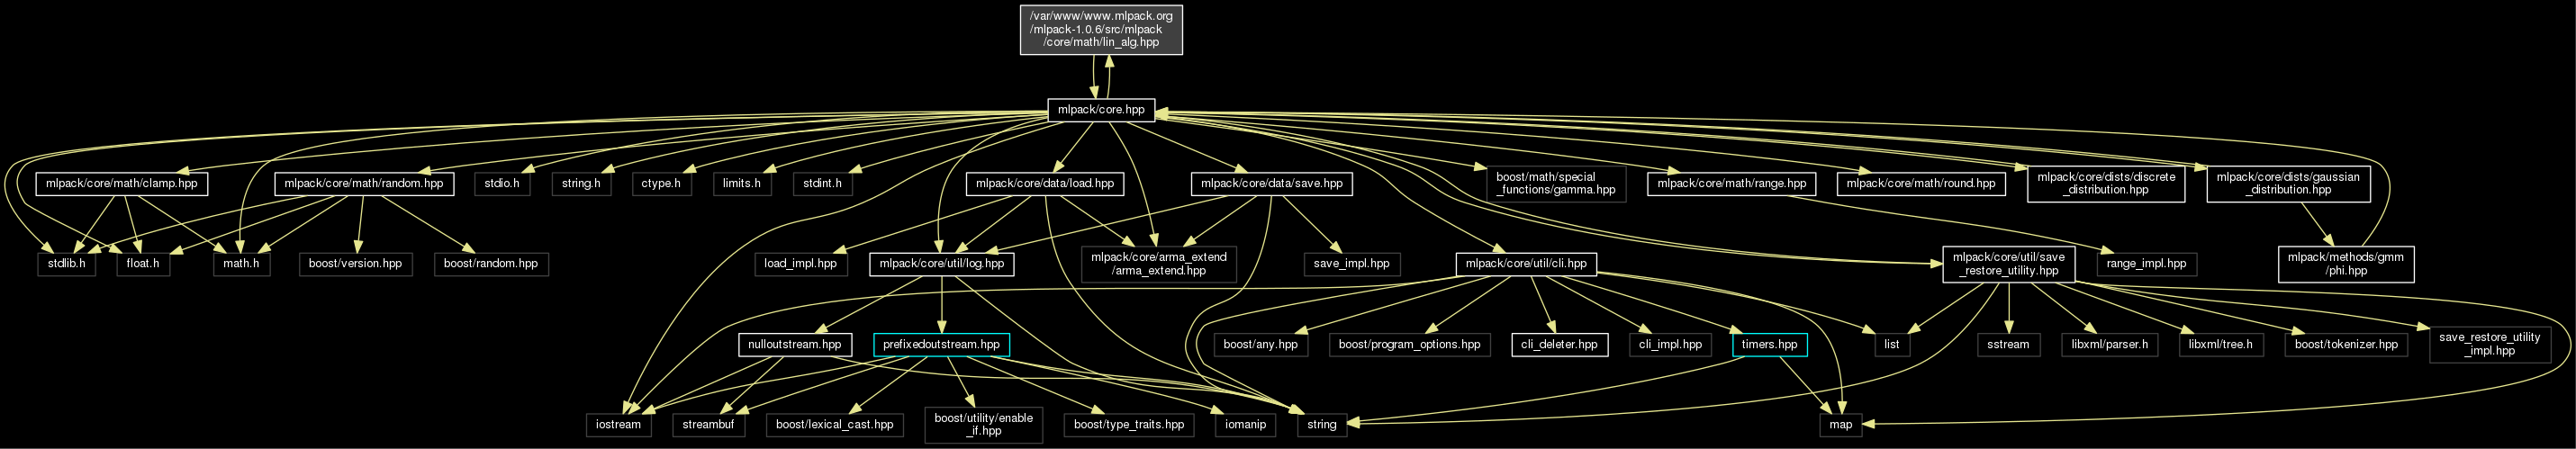 /var/www/www.mlpack.org
/mlpack-1.0.6/src/mlpack
/core/math/lin_alg.hpp
mlpack/core.hpp
mlpack/core/math/clamp.hpp
mlpack/core/math/random.hpp
stdio.h
string.h
ctype.h
limits.h
stdint.h
mlpack/core/data/load.hpp
mlpack/core/data/save.hpp
boost/math/special
_functions/gamma.hpp
mlpack/core/math/range.hpp
mlpack/core/math/round.hpp
mlpack/core/dists/discrete
_distribution.hpp
mlpack/core/dists/gaussian
_distribution.hpp
stdlib.h
float.h
math.h
boost/version.hpp
boost/random.hpp
load_impl.hpp
mlpack/core/util/log.hpp
mlpack/core/arma_extend
/arma_extend.hpp
save_impl.hpp
mlpack/core/util/cli.hpp
mlpack/core/util/save
_restore_utility.hpp
range_impl.hpp
mlpack/methods/gmm
/phi.hpp
nulloutstream.hpp
prefixedoutstream.hpp
boost/any.hpp
boost/program_options.hpp
cli_deleter.hpp
cli_impl.hpp
timers.hpp
list
sstream
libxml/parser.h
libxml/tree.h
boost/tokenizer.hpp
save_restore_utility
_impl.hpp
iostream
streambuf
boost/lexical_cast.hpp
boost/utility/enable
_if.hpp
boost/type_traits.hpp
iomanip
string
map